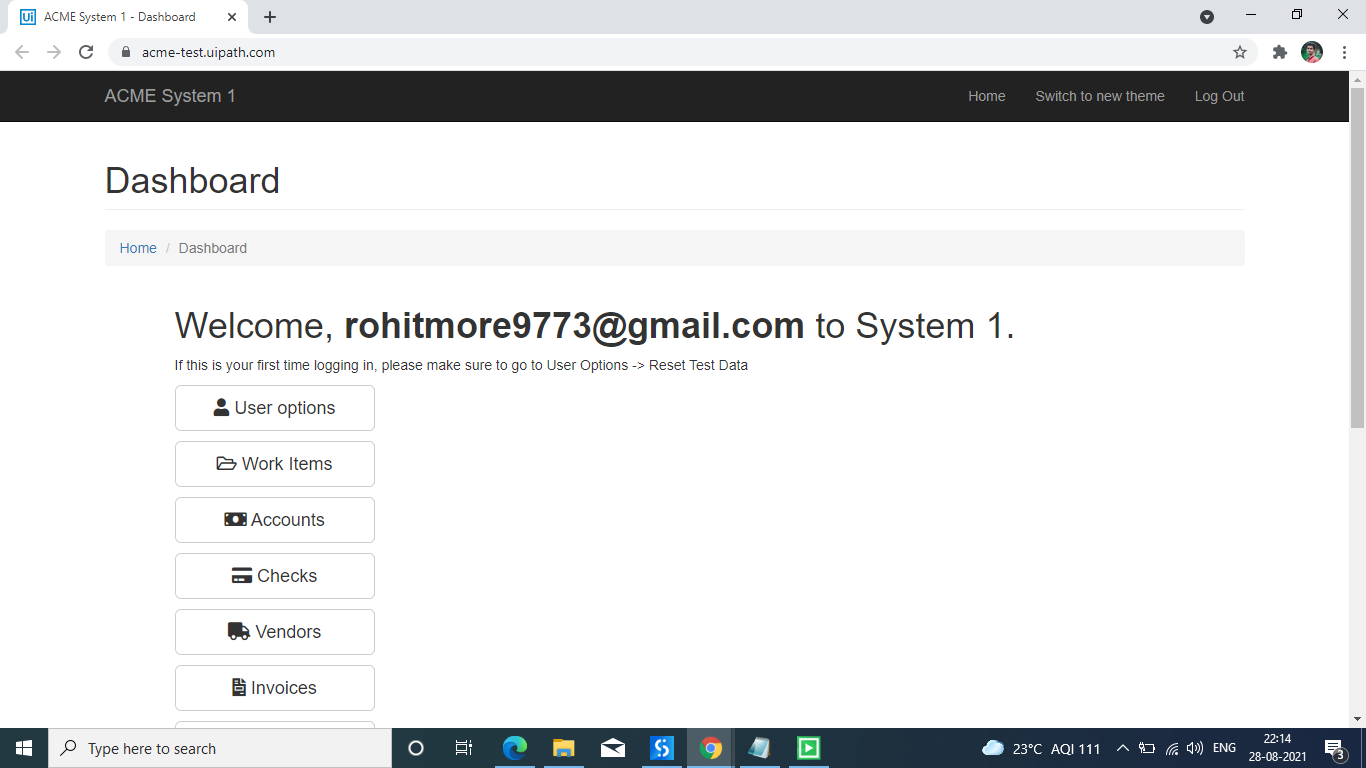 Ui ACME System 1 - Dashboard
acme-test.uipath.com
ACME System 1 Home Switch to new theme Log Out
Dashboard
Home / Dashboard
Welcome, rohitmore9773@gmail.com to System 1.
If this is your first time logging in, please make sure to go to User Options -> Reset Test Data
User options
Work Items
Accounts
Checks
Vendors
Invoices
Type here to search
23°C AQI 111
ENG
22:14
28-08-2021
3